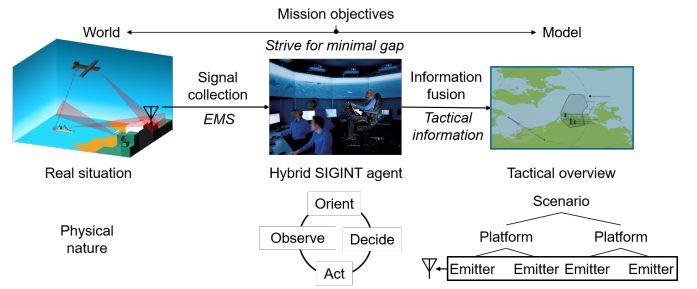 Mission objectives
World
Model
Strive for minimal gap
Signal
collection
EMS
Information
fusion
Tactical
information
Real situation
Hybrid SIGINT agent
Tactical overview
Physical
nature
Orient
Observe
Decide
Act
Scenario
Platform Platform
Emitter Emitter Emitter Emitter